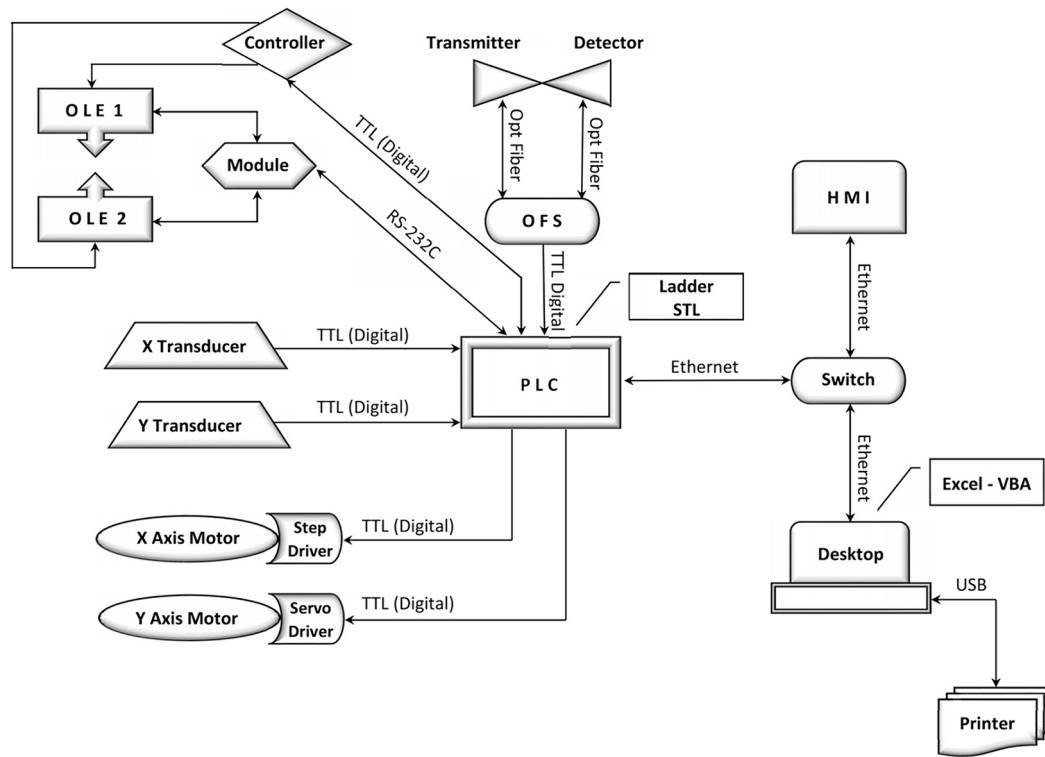 Controller
Transmitter
Detector
O L E 1
TTL (Digital)
Opt Fiber
Opt Fiber
Module
H M I
O L E 2
O F S
RS-232C
TTL Digital
Ethernet
Ladder
STL
X Transducer
TTL (Digital)
P L C
Ethernet
Switch
Y Transducer
TTL (Digital)
Ethernet
Excel - VBA
X Axis Motor
Step
Driver
TTL (Digital)
Desktop
USB
Y Axis Motor
Servo
Driver
TTL (Digital)
Printer